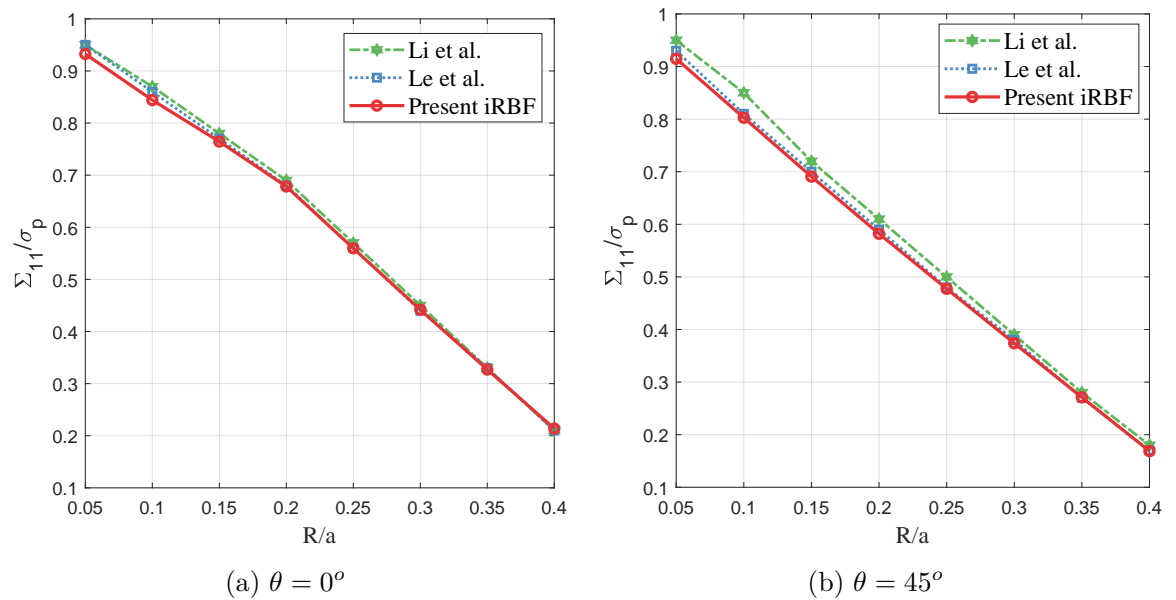 1
0.9
0.8
0.7
0.6
0.5
0.4
0.3
0.2
0.1
Σ₁₁/σₚ
Li et al.
Le et al.
Present iRBF
0.05 0.1 0.15 0.2 0.25 0.3 0.35 0.4
R/a
(a) θ = 0ᵒ
1
0.9
0.8
0.7
0.6
0.5
0.4
0.3
0.2
0.1
Σ₁₁/σₚ
Li et al.
Le et al.
Present iRBF
0.05 0.1 0.15 0.2 0.25 0.3 0.35 0.4
R/a
(b) θ = 45ᵒ